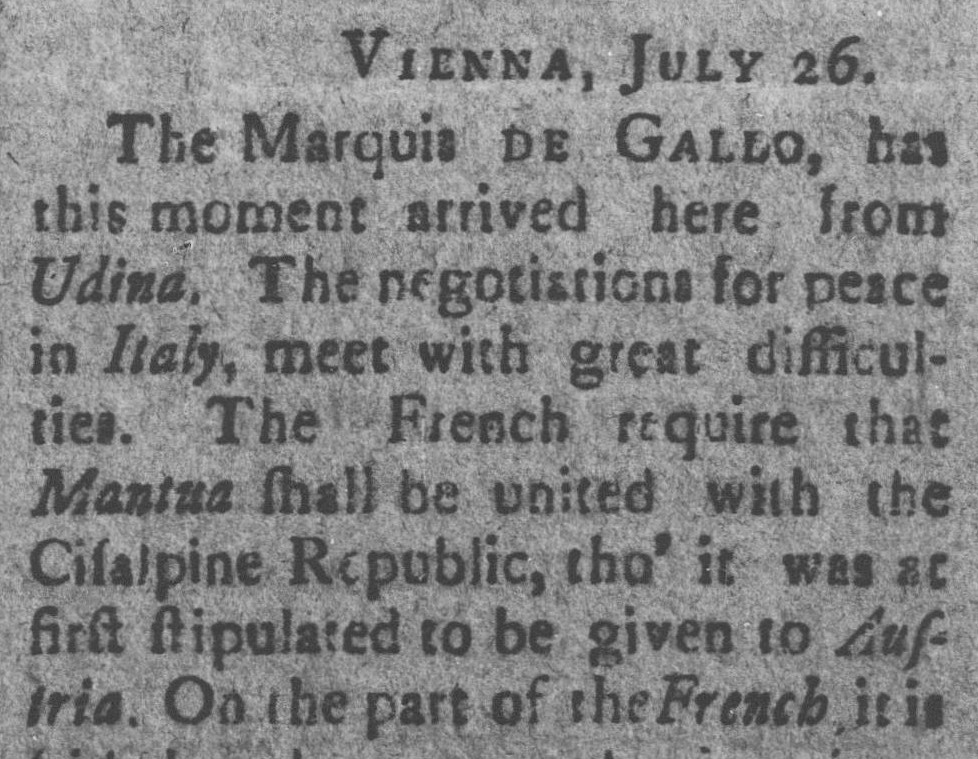 VIENNA, JULY 26.
The Marquis DE GALLO, has
this moment arrived here from
Udina. The negotiations for peace
in Italy, meet with great difficul-
ties. The French require that
Mantua ſhall be united with the
Ciſalpine Republic, tho' it was at
firſt ſtipulated to be given to Auſ-
tria. On the part of the French it is